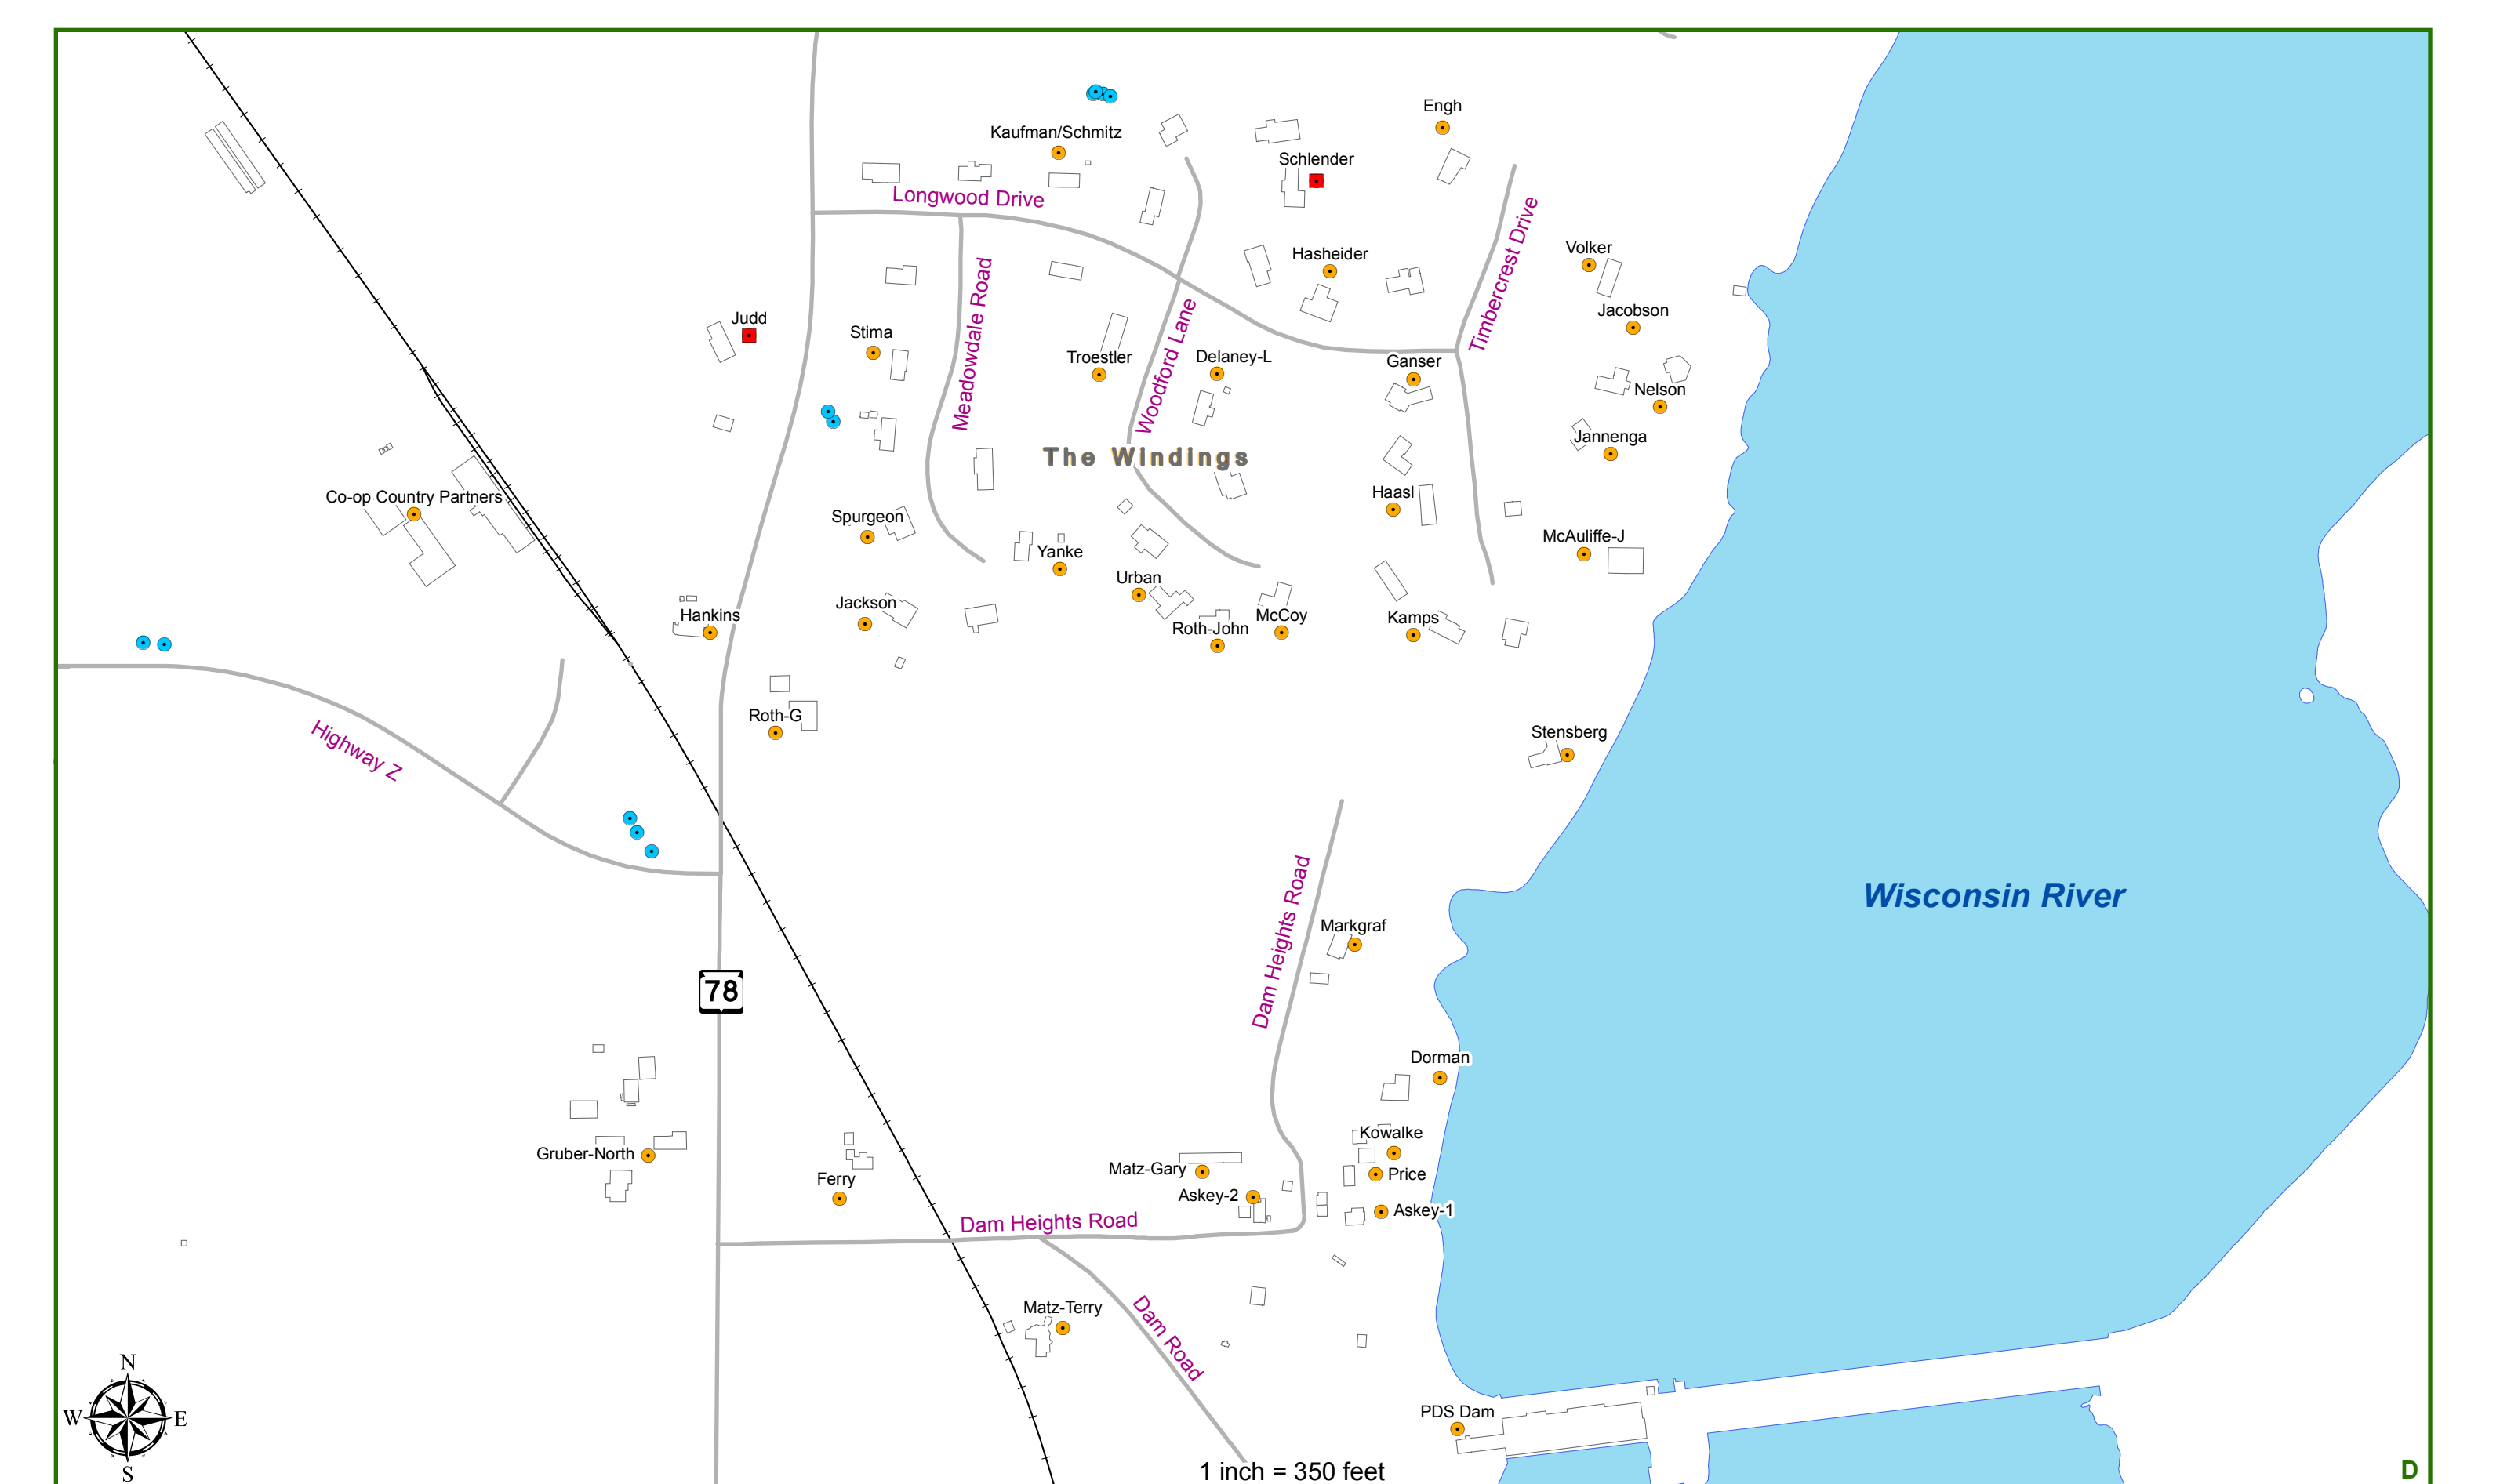 Engh
Kaufman/Schmitz
Schlender
Longwood Drive
Timbercrest Drive
Volker
Hasheider
Meadowdale Road
Woodford Lane
Jacobson
Judd
Stima
Troestler
Delaney-L
Ganser
Nelson
Jannenga
The Windings
Co-op Country Partners
Haasl
Spurgeon
McAuliffe-J
Yanke
Urban
Jackson
Hankins
Roth-John
McCoy
Kamps
Roth-G
Highway Z
Stensberg
Wisconsin River
Dam Heights Road
Markgraf
78
Dorman
Kowalke
Gruber-North
Matz-Gary
Price
Ferry
Askey-2
Askey-1
Dam Heights Road
Matz-Terry
Dam Road
N
W
E
S
PDS Dam
1 inch = 350 feet
D